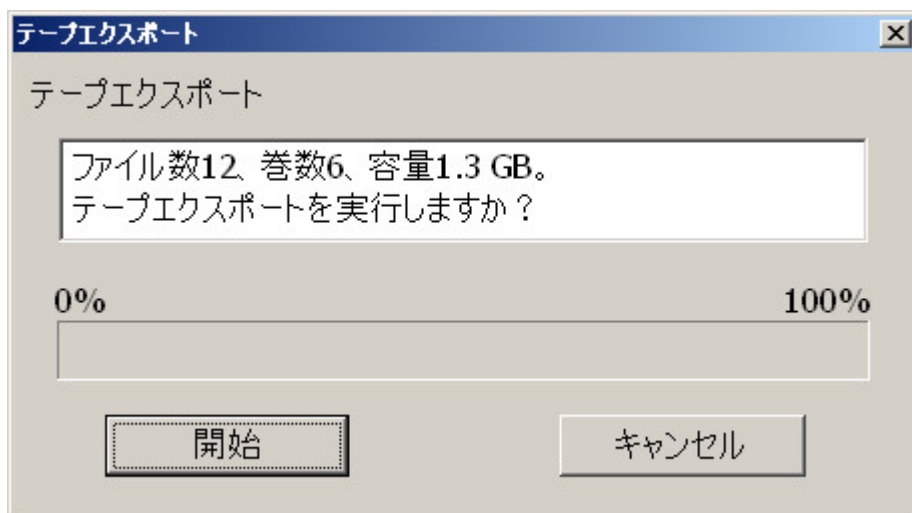 テープエクスポート
テープエクスポート
ファイル数12、巻数6、容量1.3 GB。
テープエクスポートを実行しますか？
0% 100%
開始 キャンセル